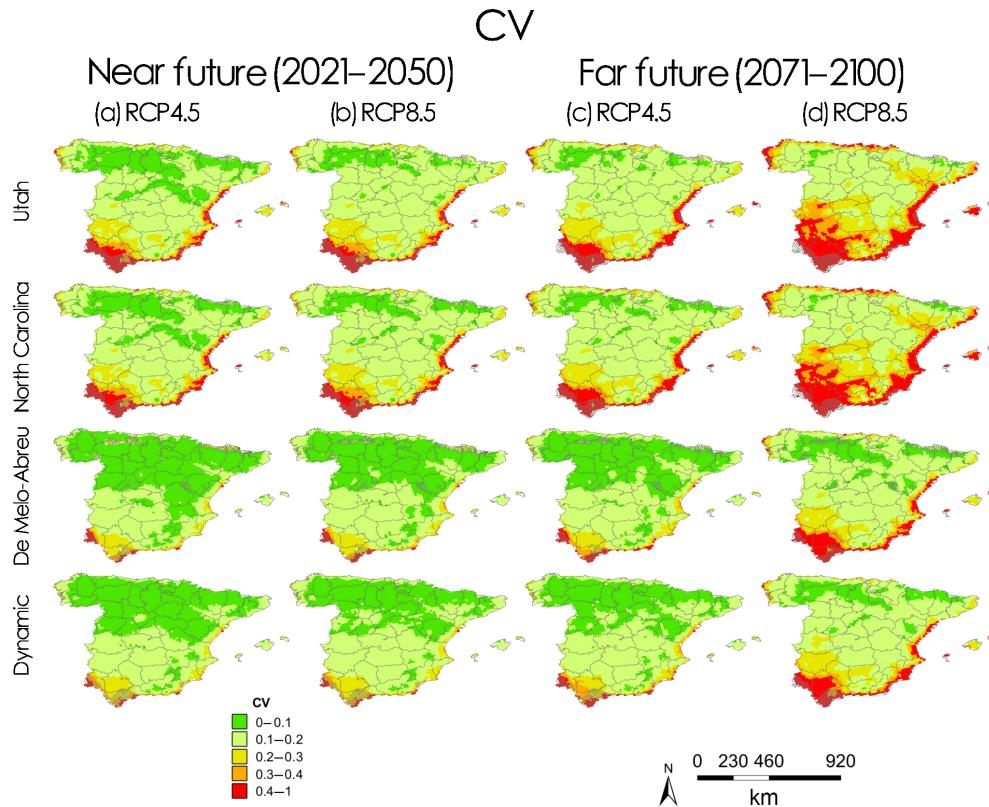 CV
Near future (2021–2050)
Far future (2071–2100)
(a) RCP4.5
(b) RCP8.5
(c) RCP4.5
(d) RCP8.5
Utah
North Carolina
De Melo-Abreu
Dynamic
CV
0–0.1
0.1–0.2
0.2–0.3
0.3–0.4
0.4–1
N
0 230 460 920
km